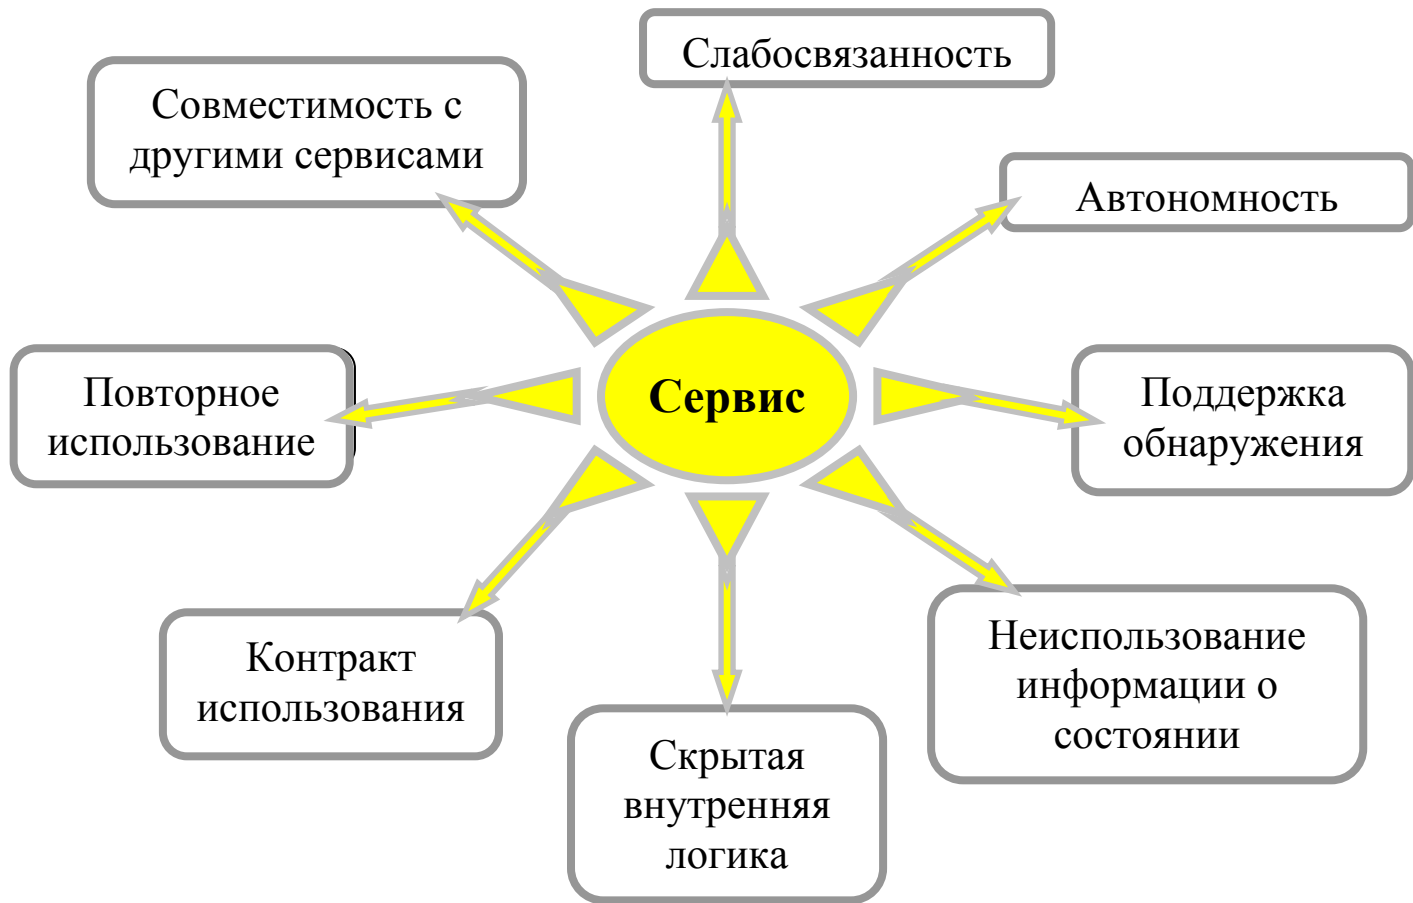 Слабосвязанность
Совместимость с
другими сервисами
Автономность
Повторное
использование
Сервис
Поддержка
обнаружения
Контракт
использования
Неиспользование
информации о
состоянии
Скрытая
внутренняя
логика